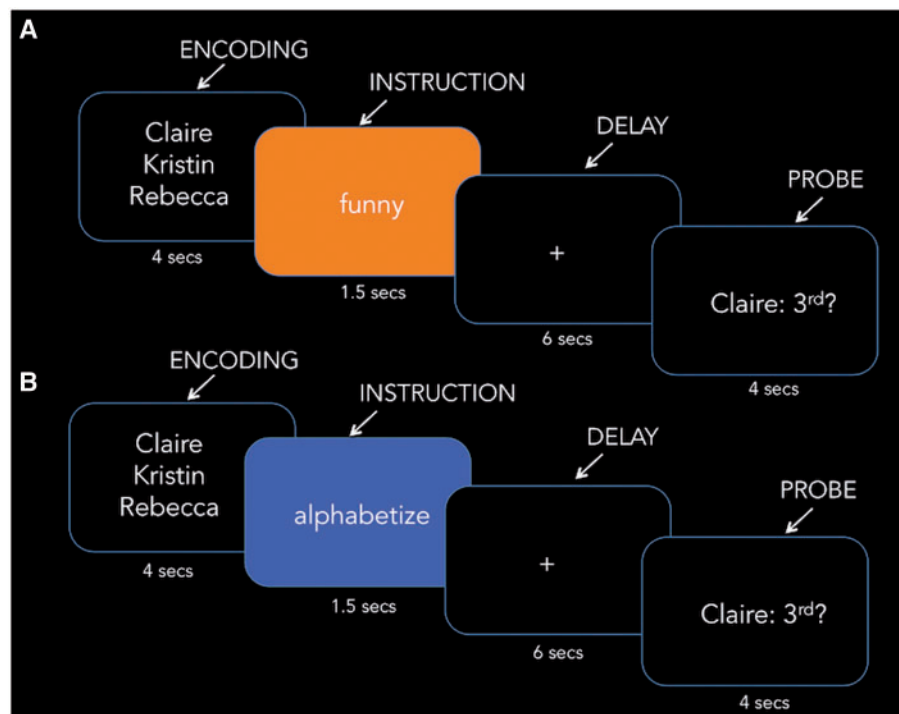 A
ENCODING
INSTRUCTION
Claire
Kristin
Rebecca
DELAY
funny
PROBE
4 secs
+
1.5 secs
Claire: 3rd?
6 secs
4 secs
B
ENCODING
INSTRUCTION
Claire
Kristin
Rebecca
DELAY
alphabetize
PROBE
4 secs
+
1.5 secs
Claire: 3rd?
6 secs
4 secs